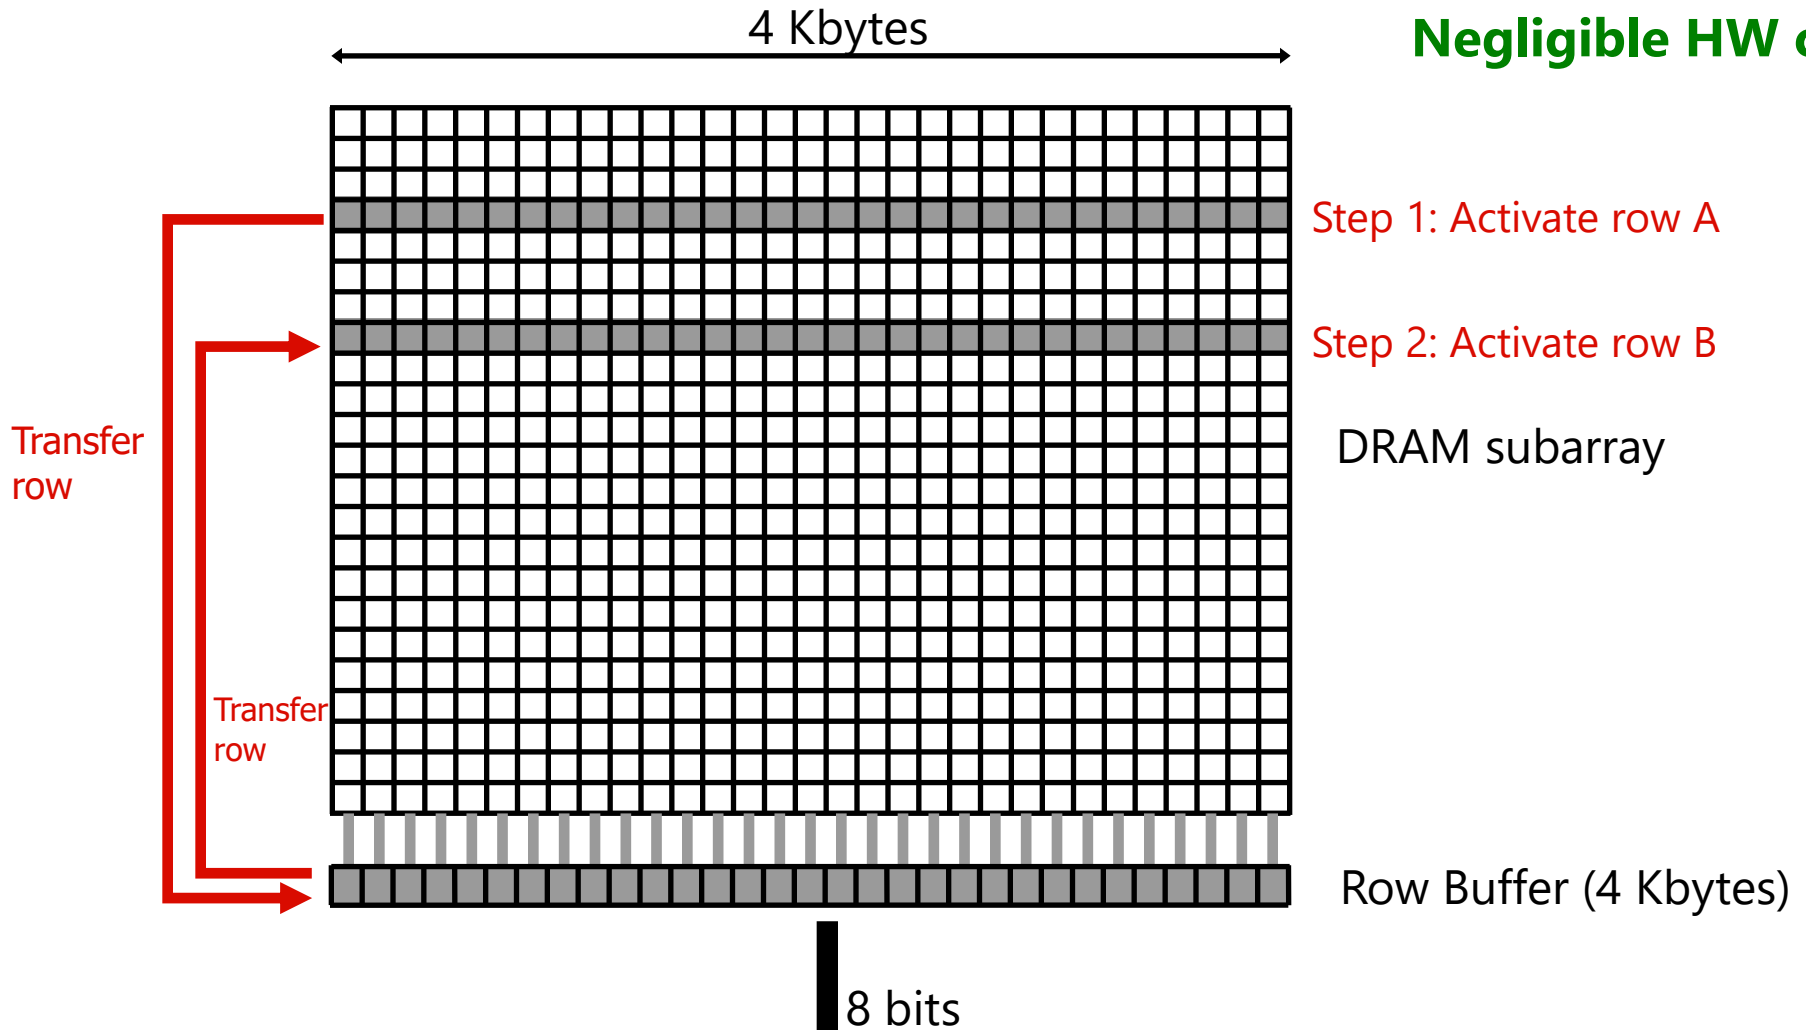 4 Kbytes
Negligible HW
Step 1: Activate row A
Step 2: Activate row B
Transfer
row
DRAM subarray
Transfer
row
Row Buffer (4 Kbytes)
8 bits